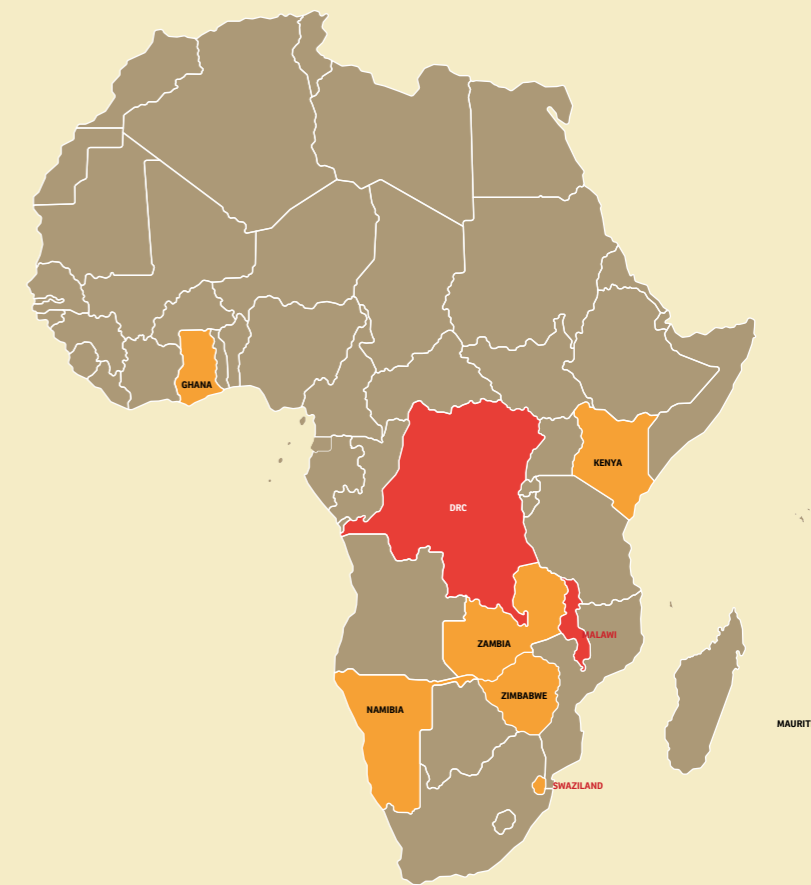 GHANA
KENYA
DRC
MALAWI
ZAMBIA
ZIMBABWE
NAMIBIA
MAURIT
SWAZILAND